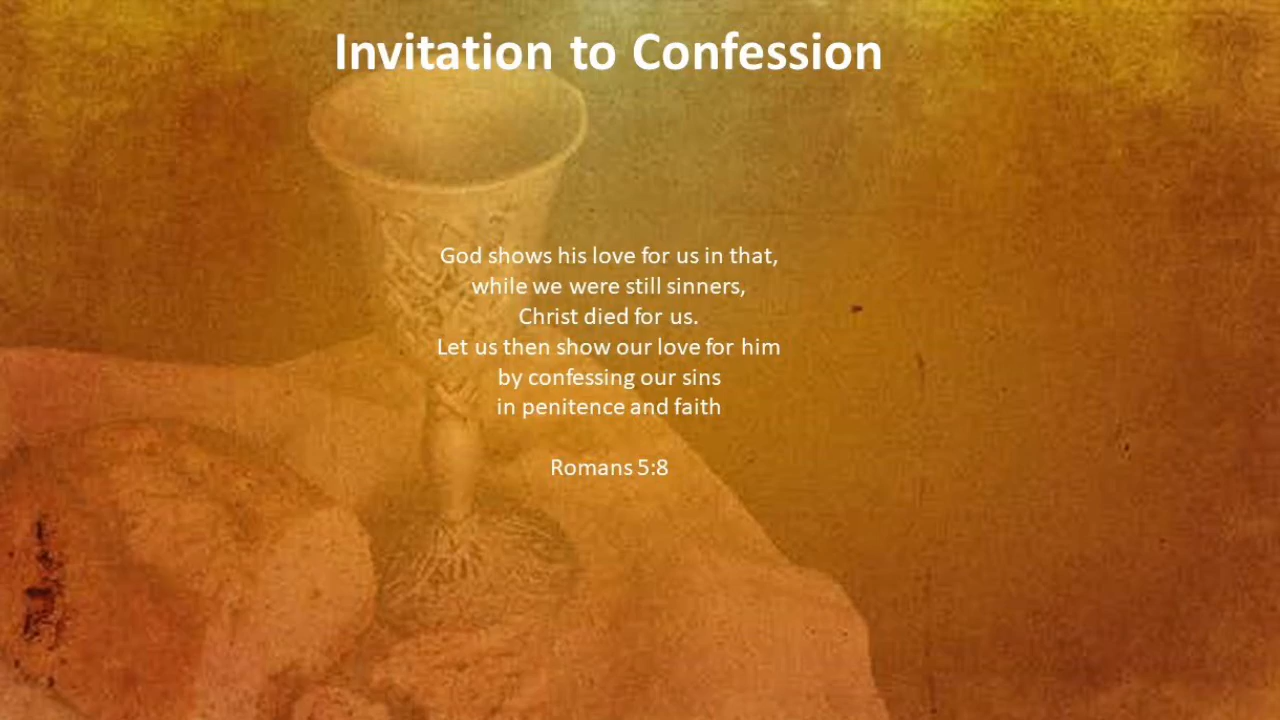 Invitation to Confession
God shows his love for us in that,
while we were still sinners,
Christ died for us.
Let us then show our love for him
by confessing our sins
in penitence and faith
Romans 5:8